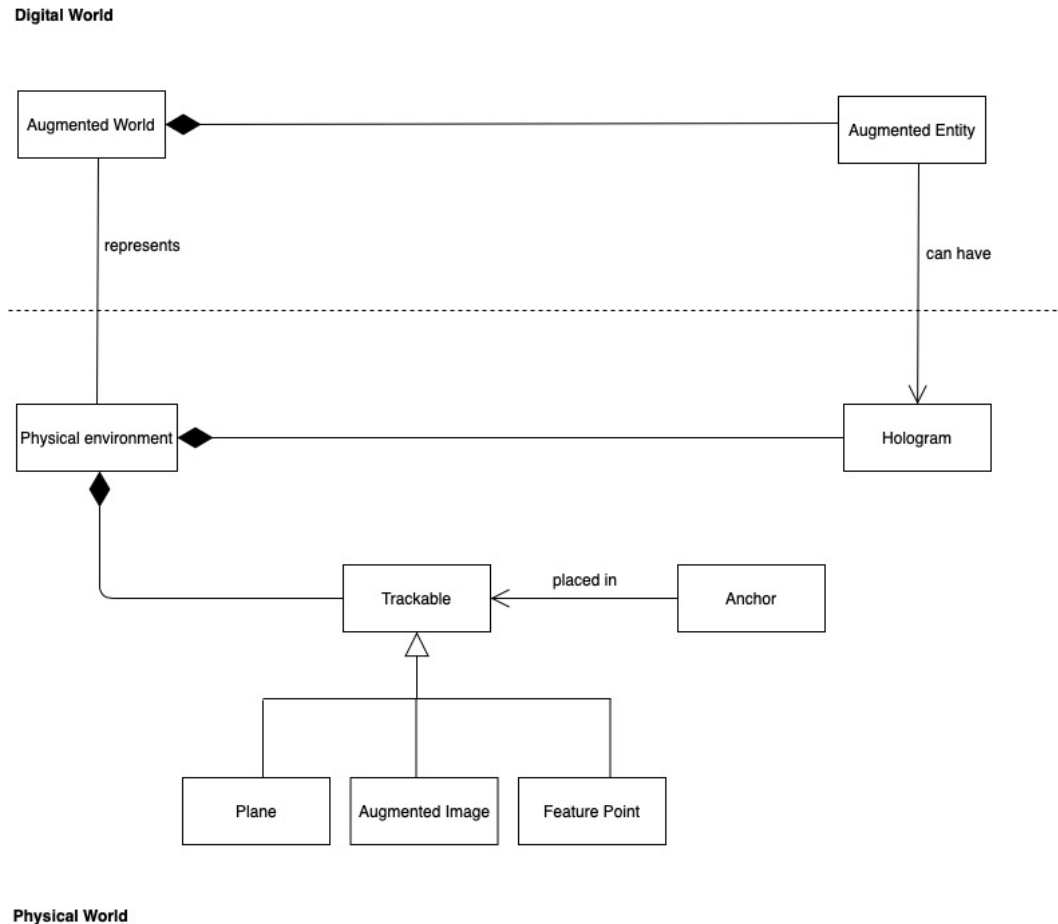 Digital World
Augmented World
Augmented Entity
represents
can have
Physical environment
Hologram
Trackable
placed in
Anchor
Plane
Augmented Image
Feature Point
Physical World